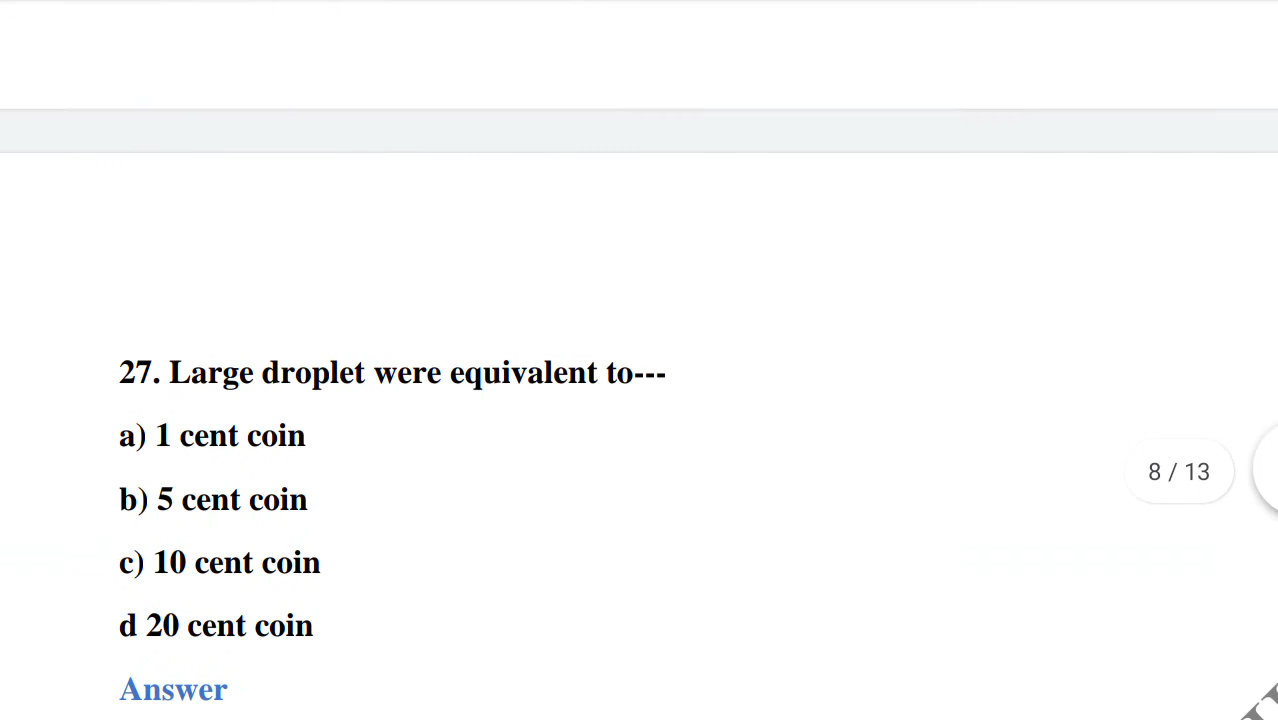 27. Large droplet were equivalent to---
a) 1 cent coin
b) 5 cent coin
8 / 13
c) 10 cent coin
d 20 cent coin
Answer